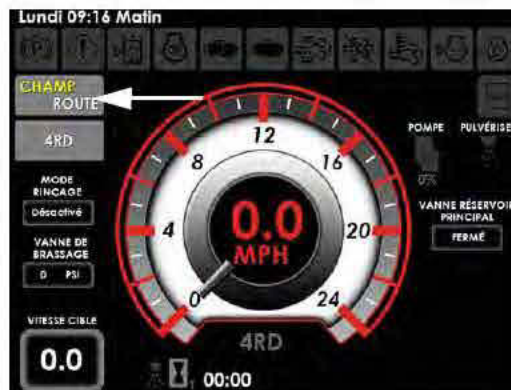 Lundi 09:16 Matin
CHAMP
ROUTE
4RD
MODE
RINCAGE
Désactivé
VANNE DE
BRASSAGE
0 PSI
VITESSE CIBLE
0.0
0
4
8
12
16
20
24
0.0
MPH
4RD
00:00
POMPE PULVÉRISE
0%
VANNE RÉSERVOIR
PRINCIPAL
FERMÉ